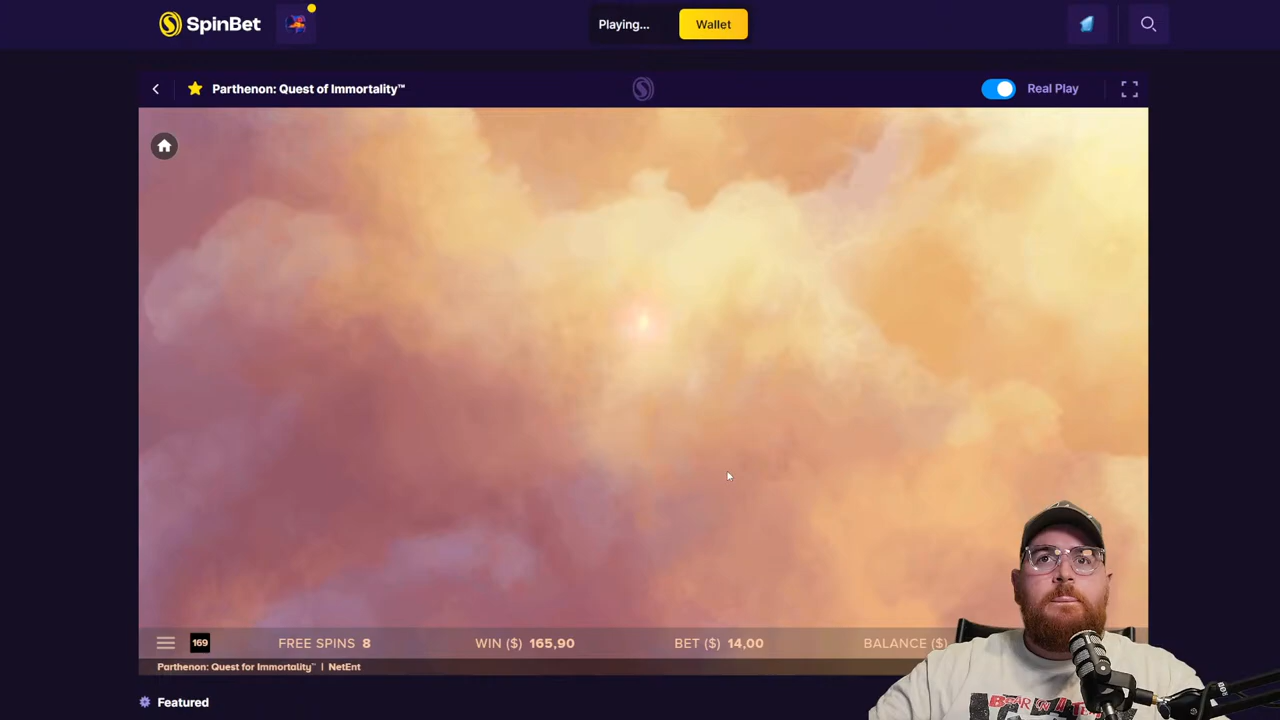 SpinBet
Playing...
Wallet
Parthenon: Quest of Immortality™
Real Play
169
FREE SPINS 8
WIN ($) 165,90
BET ($) 14,00
BALANCE ($)
Parthenon: Quest for Immortality™ | NetEnt
Featured